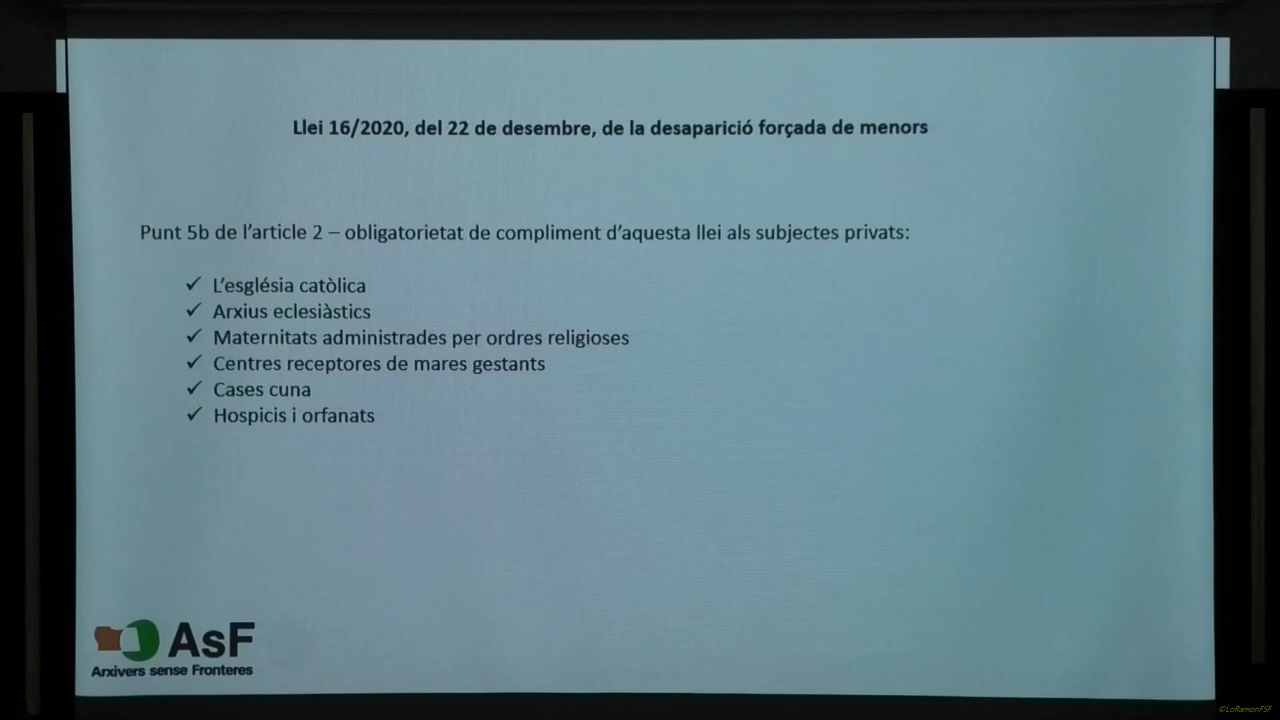 Llei 16/2020, del 22 de desembre, de la desaparició forçada de menors
Punt 5b de l’article 2 – obligatorietat de compliment d’aquesta llei als subjectes privats:
✓ L’església catòlica
✓ Arxius eclesiàstics
✓ Maternitats administrades per ordres religioses
✓ Centres receptores de mares gestants
✓ Cases cuna
✓ Hospicis i orfanats
AsF
Arxivers sense Fronteres
©LoRamonFSF